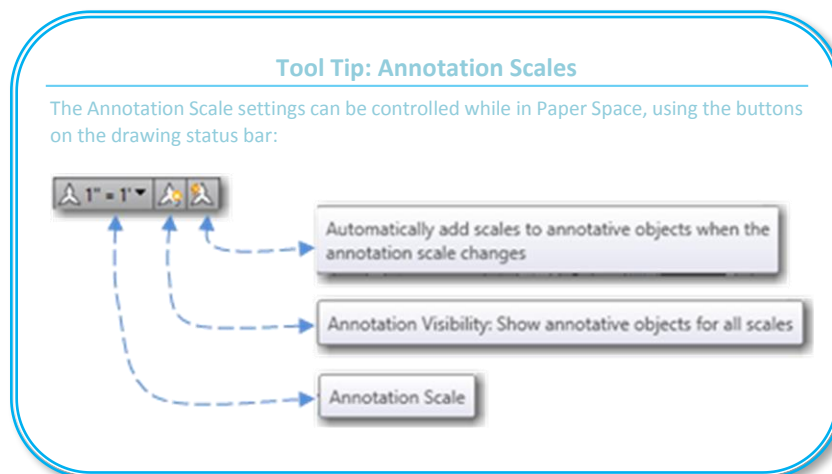 Tool Tip: Annotation Scales
The Annotation Scale settings can be controlled while in Paper Space, using the buttons
on the drawing status bar:
1" = 1'
Automatically add scales to annotative objects when the
annotation scale changes
Annotation Visibility: Show annotative objects for all scales
Annotation Scale